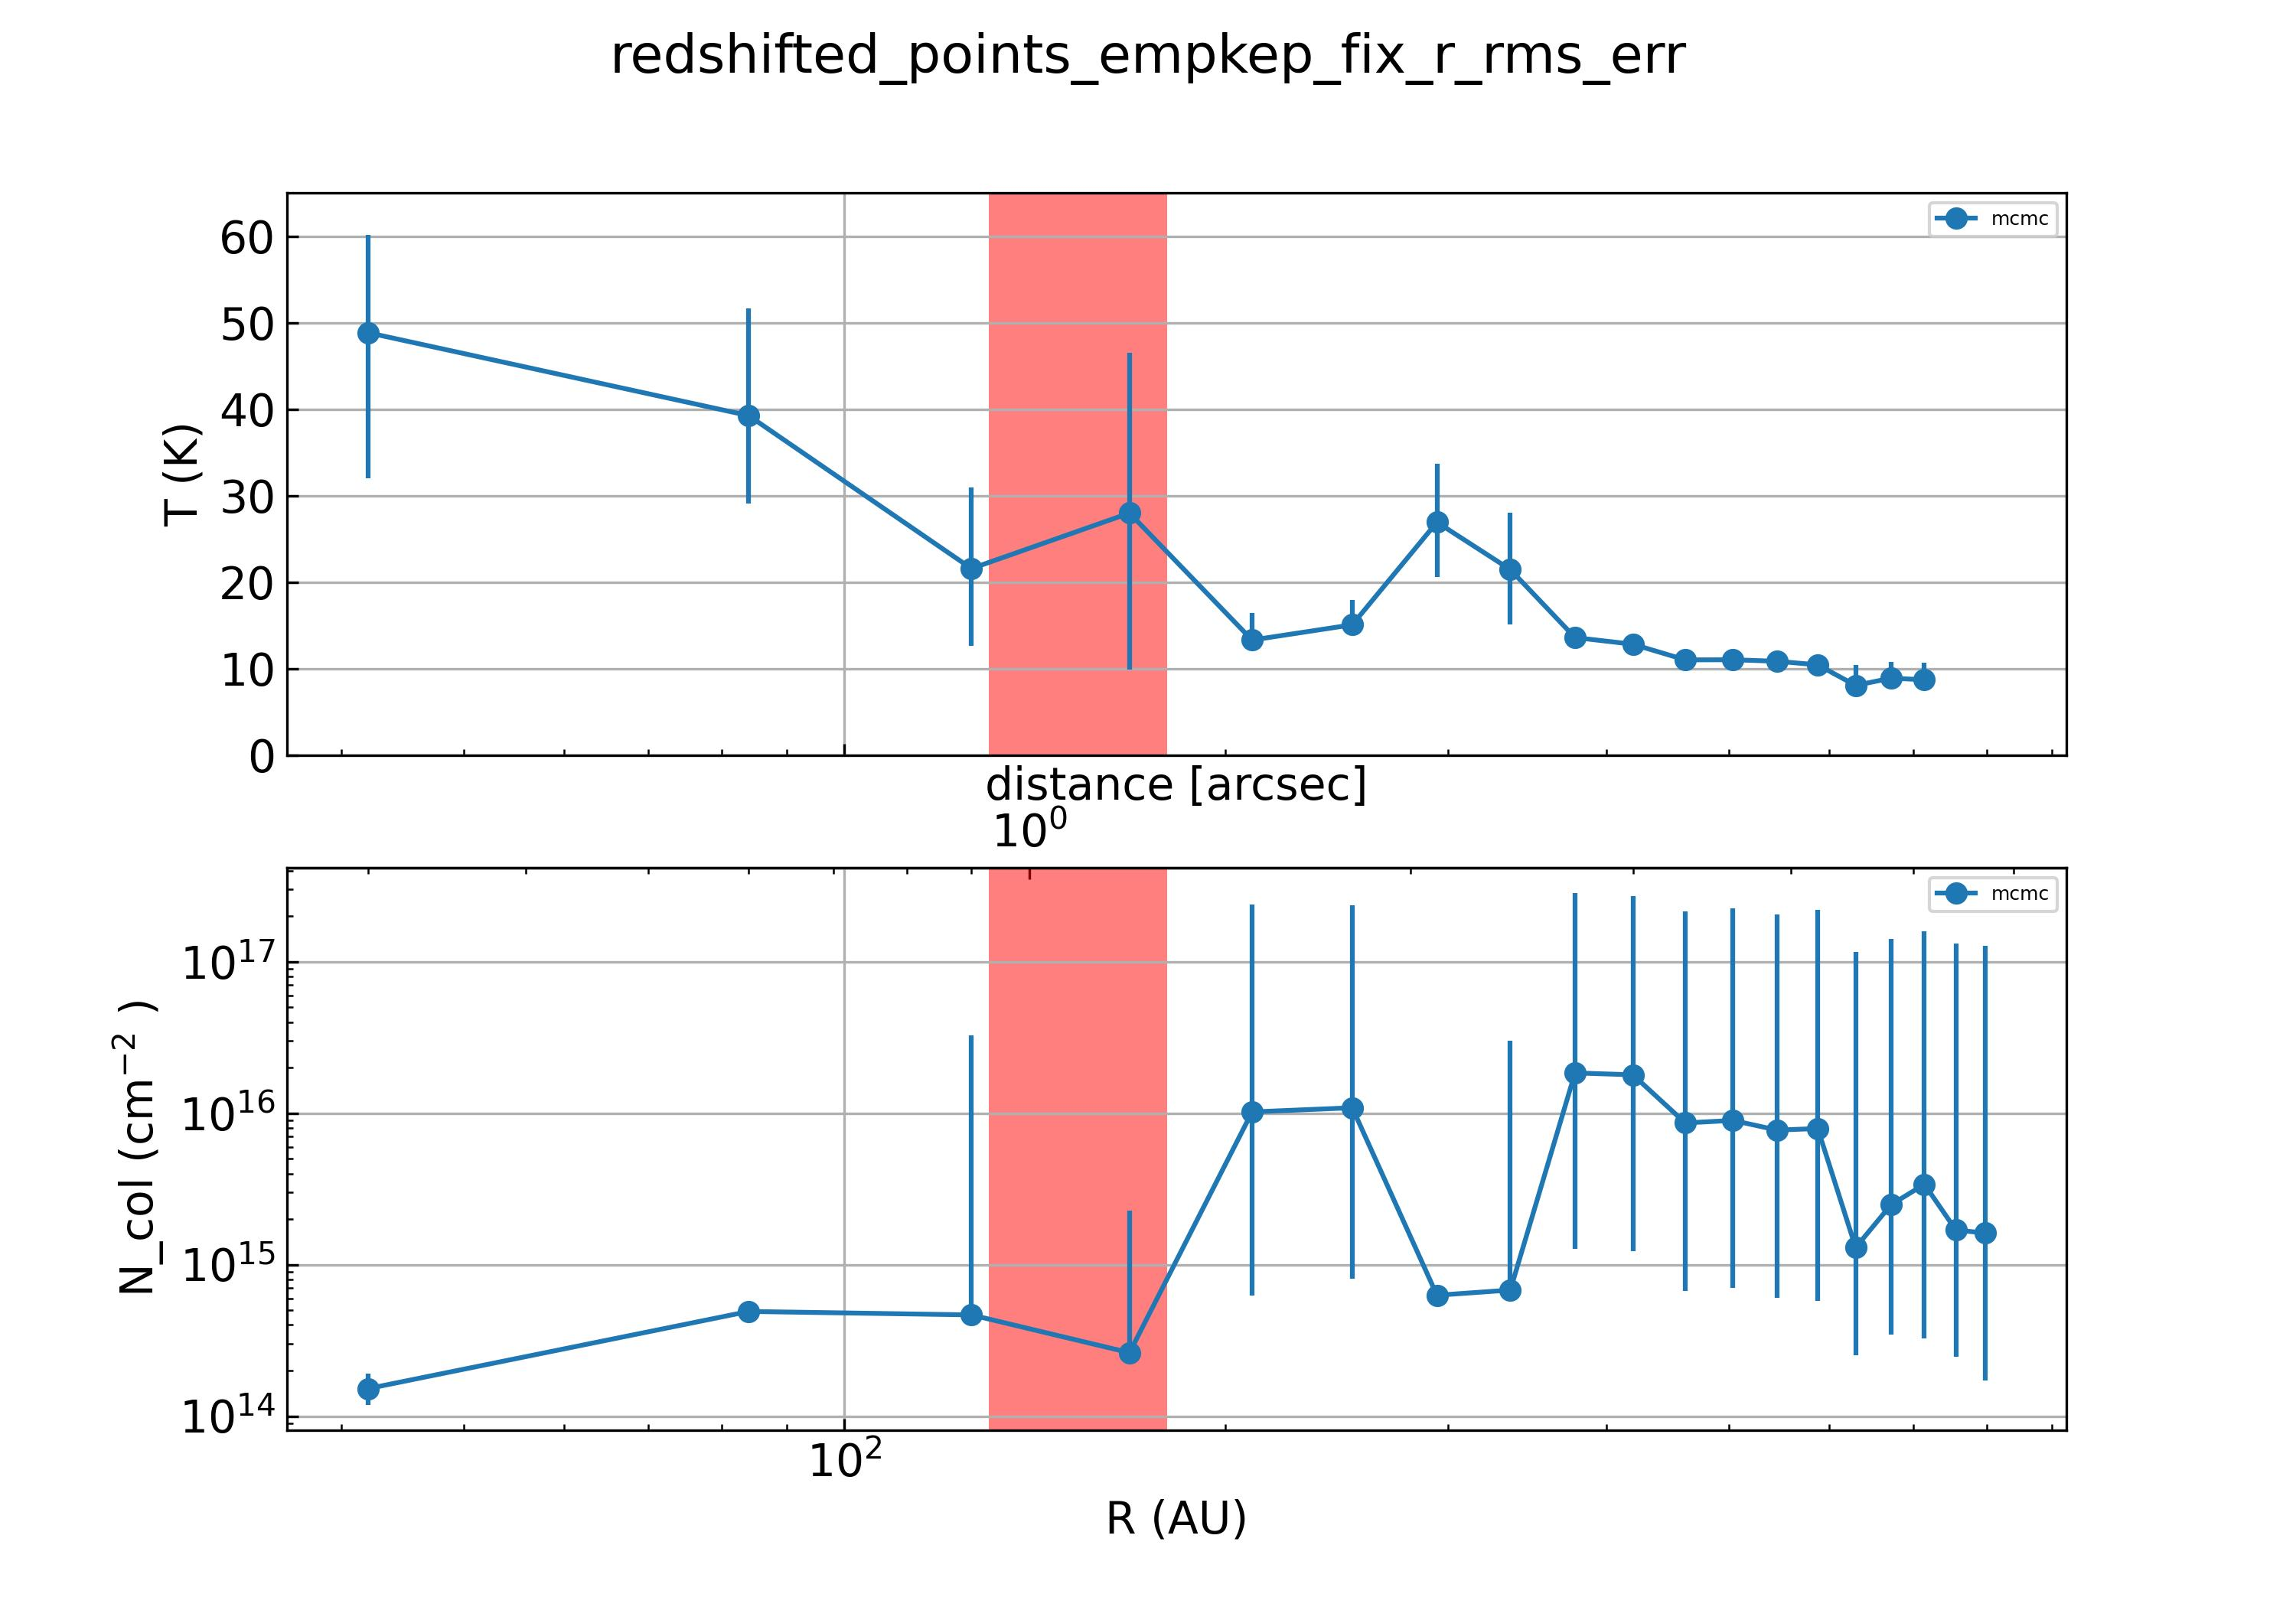 redshifted_points_empkep_fix_r_rms_err
mcmc
60
50
40
30
20
10
0
T (K)
distance [arcsec]
10⁰
mcmc
10¹⁷
10¹⁶
10¹⁵
10¹⁴
N_col (cm⁻² )
10²
R (AU)